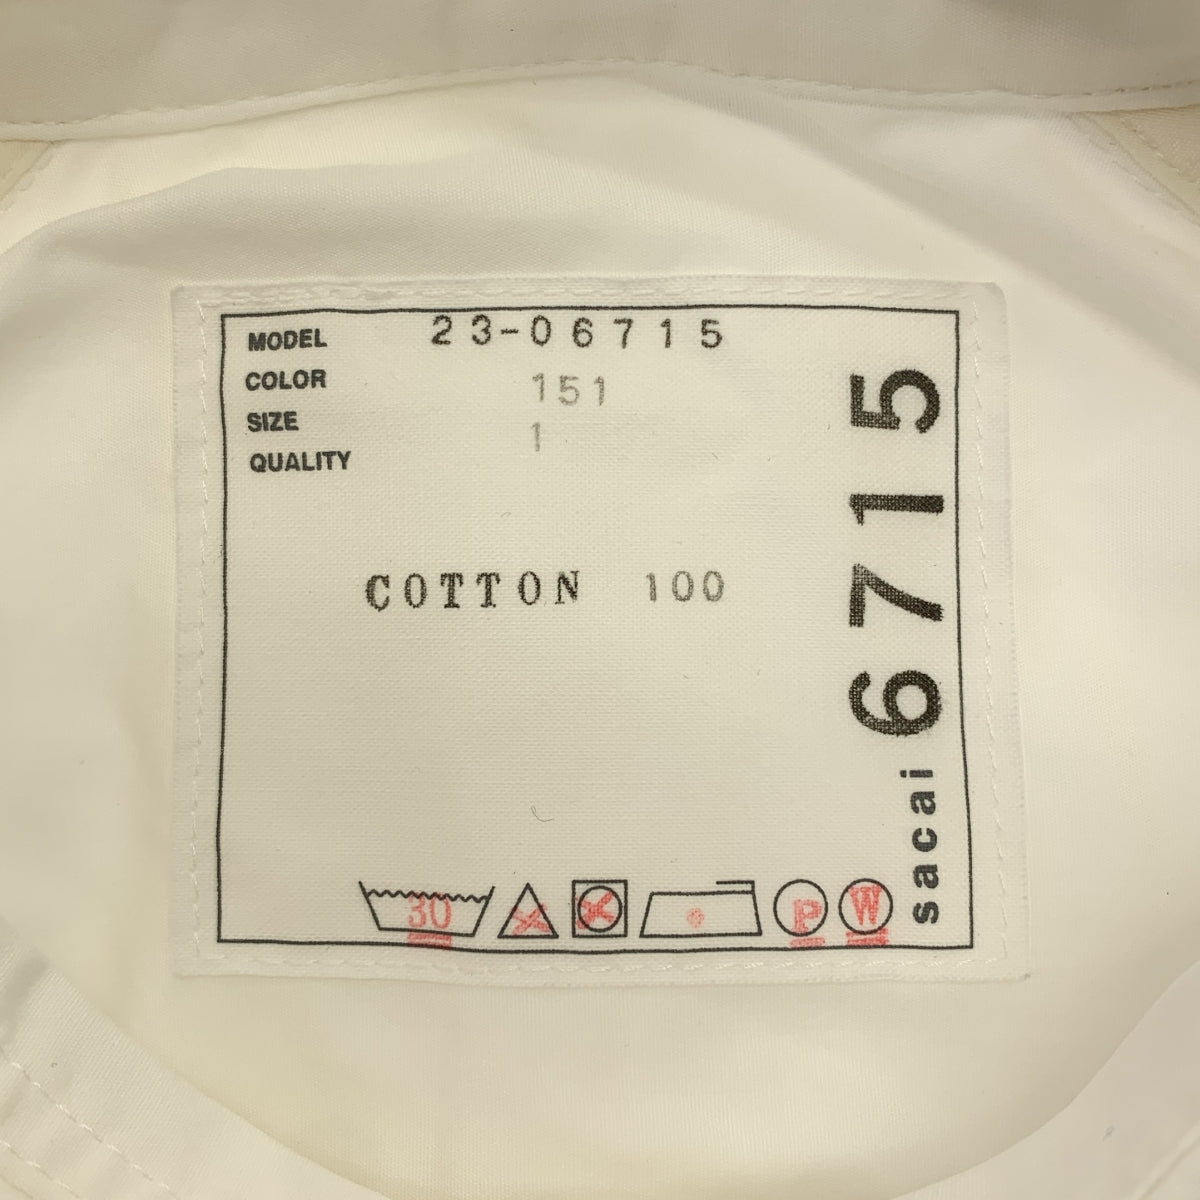 MODEL 23-06715
COLOR 151
SIZE 1
QUALITY
COTTON 100
30 P W
sacai 6715